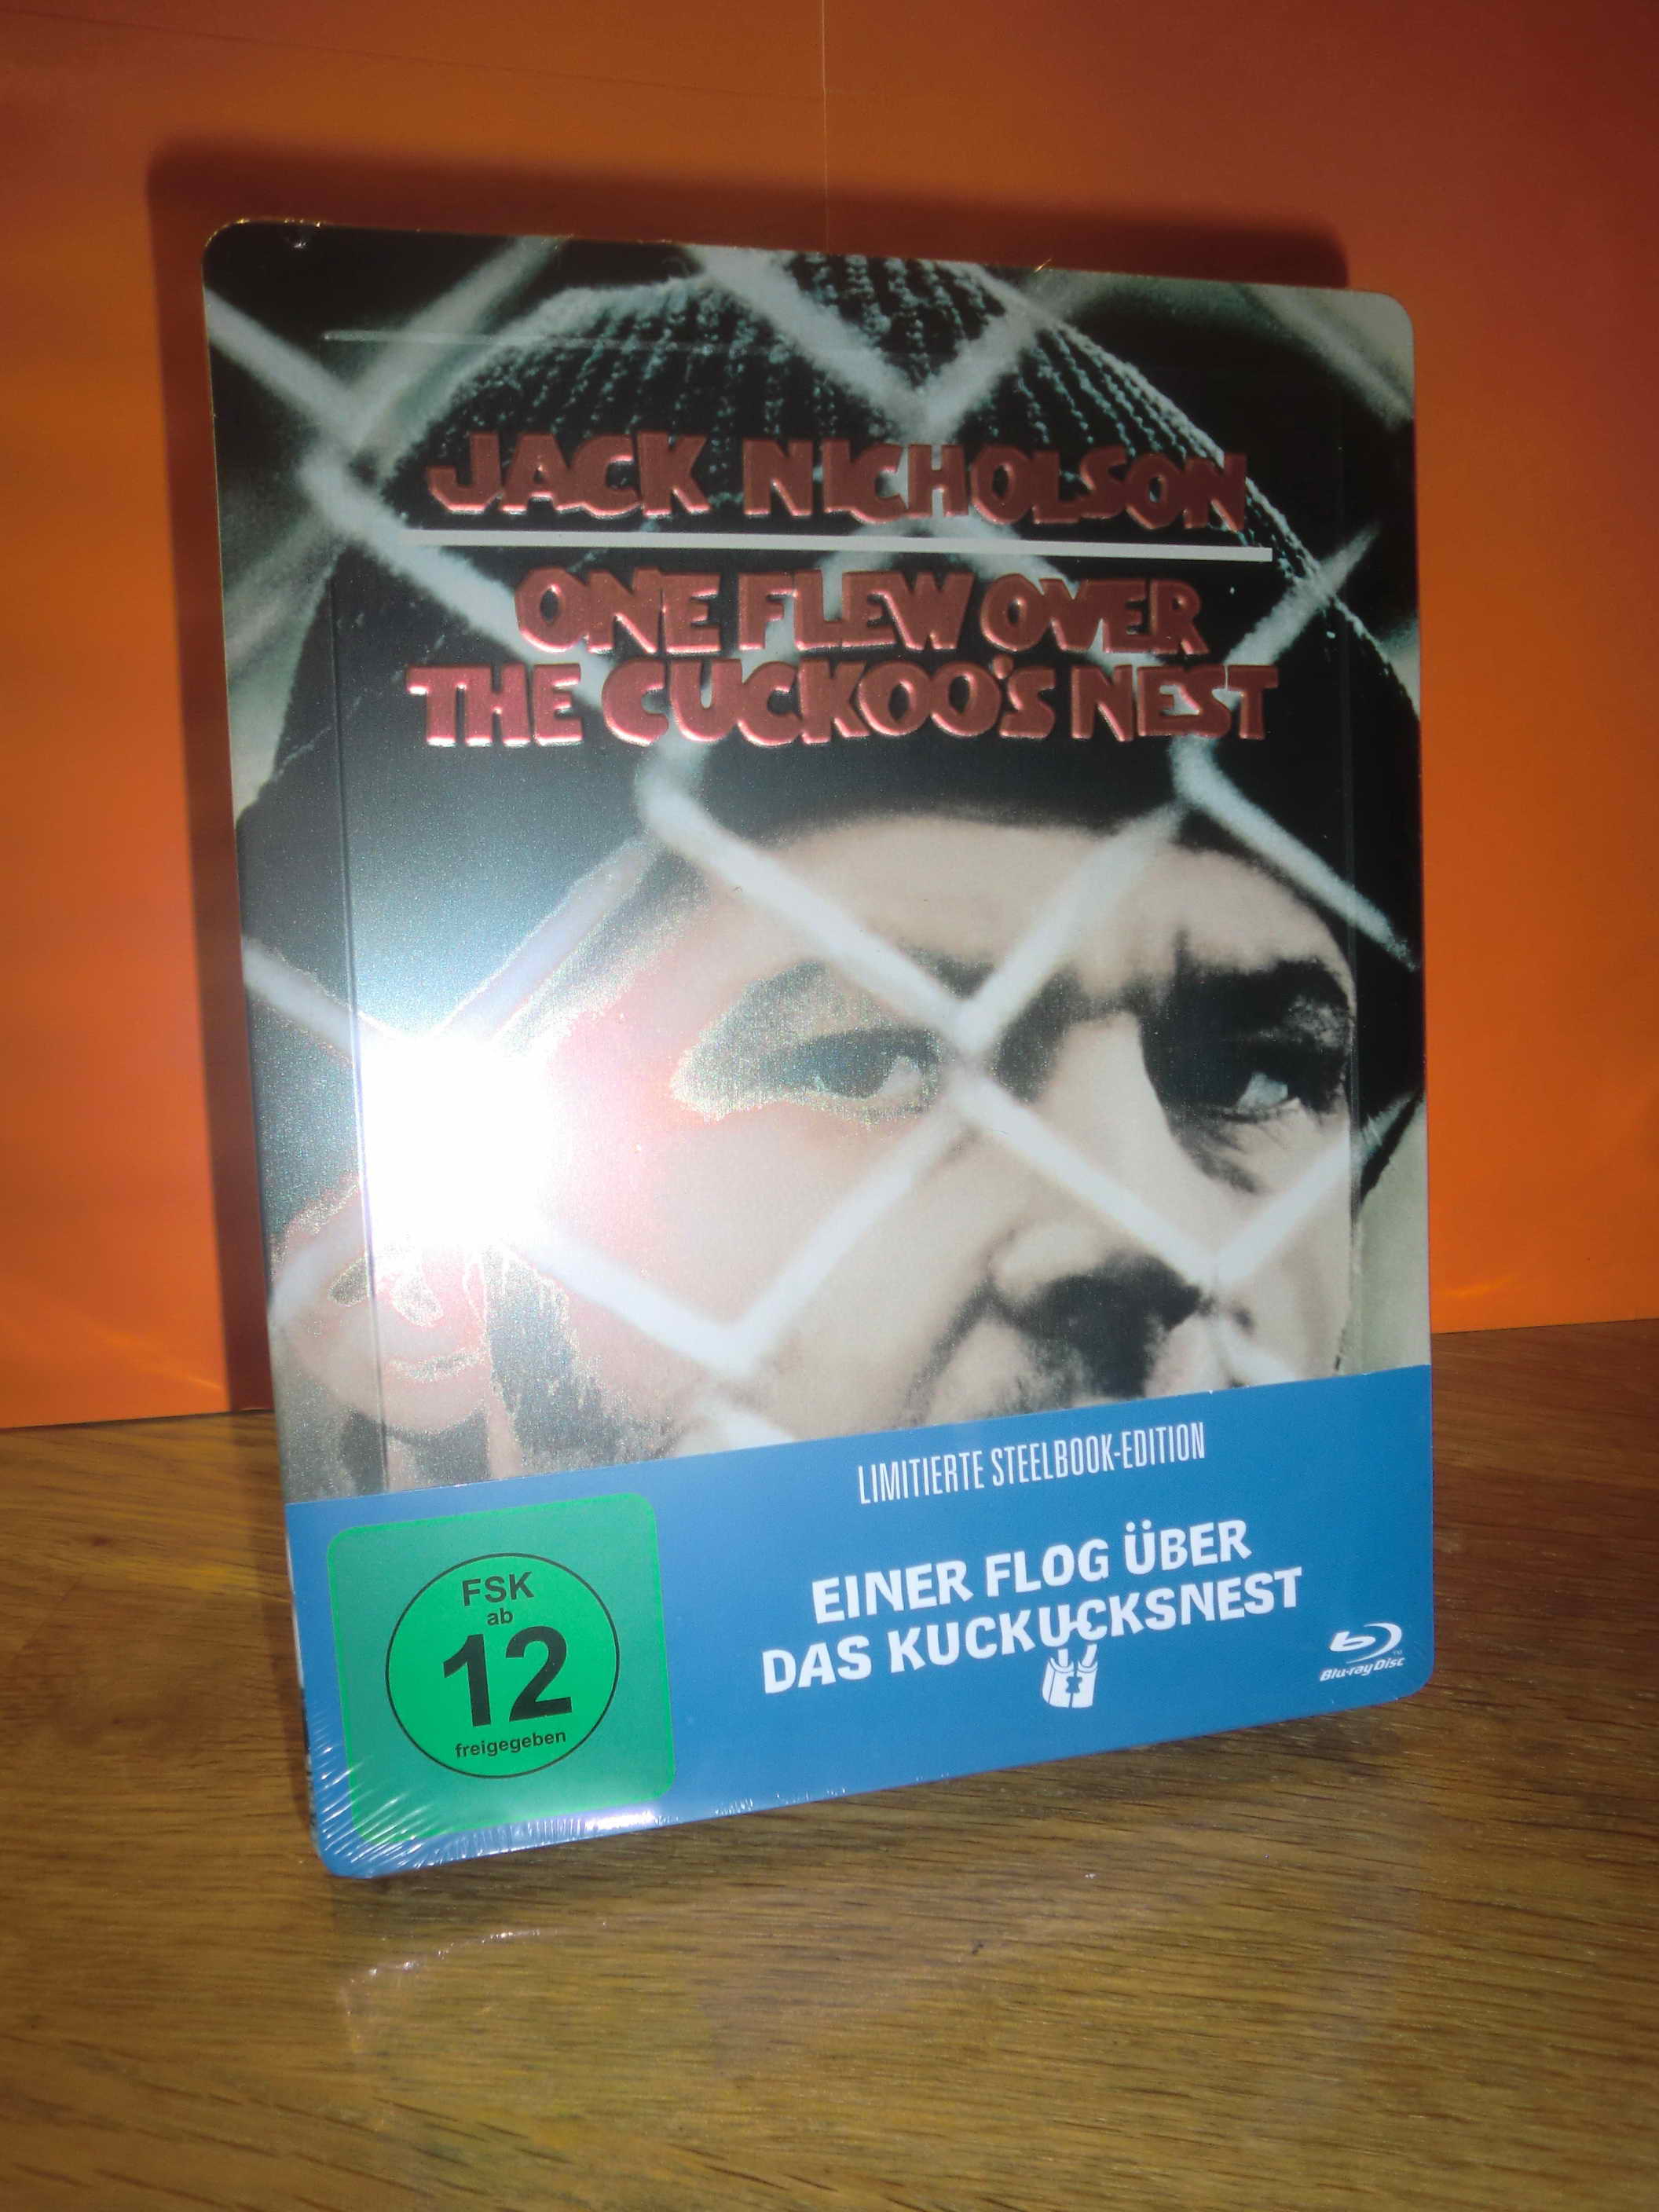 JACK NICHOLSON
ONE FLEW OVER
THE CUCKOO'S NEST
LIMITIERTE STEELBOOK-EDITION
EINER FLOG ÜBER
DAS KUCKUCKSNEST
FSK
ab
12
freigegeben
Blu-ray Disc™